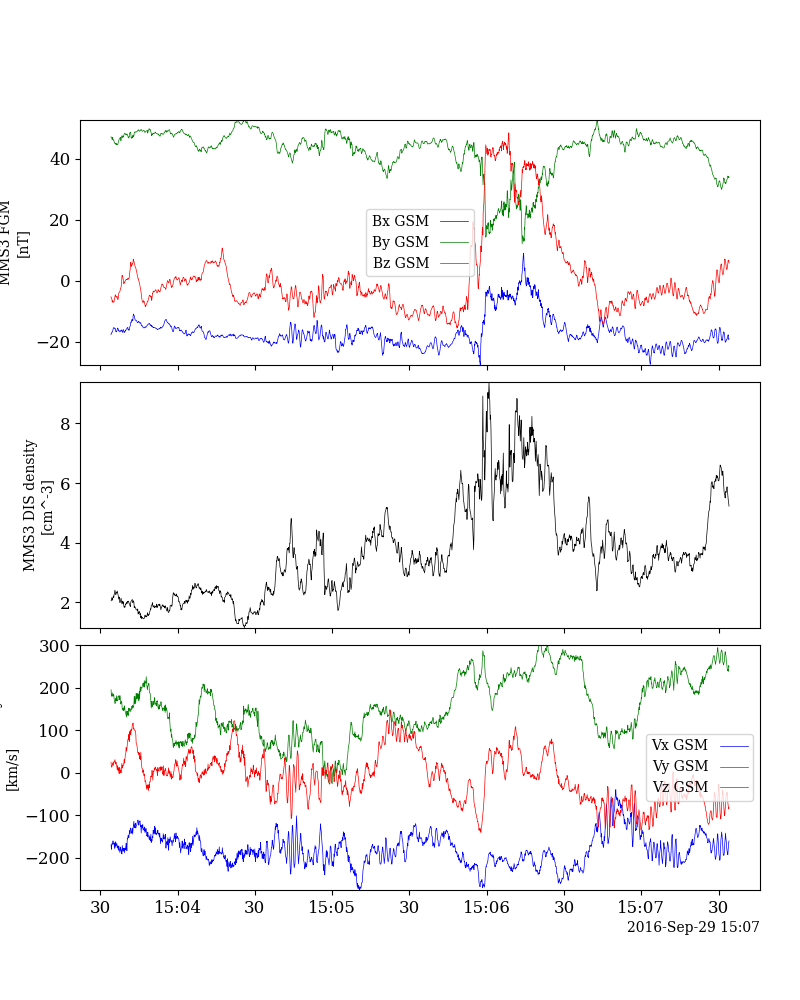 40
20
0
−20
MMS3 FGM
[nT]
Bx GSM
By GSM
Bz GSM
8
6
4
2
MMS3 DIS density
[cm^-3]
300
200
100
0
−100
−200
[km/s]
Vx GSM
Vy GSM
Vz GSM
30 15:04 30 15:05 30 15:06 30 15:07 30
2016-Sep-29 15:07